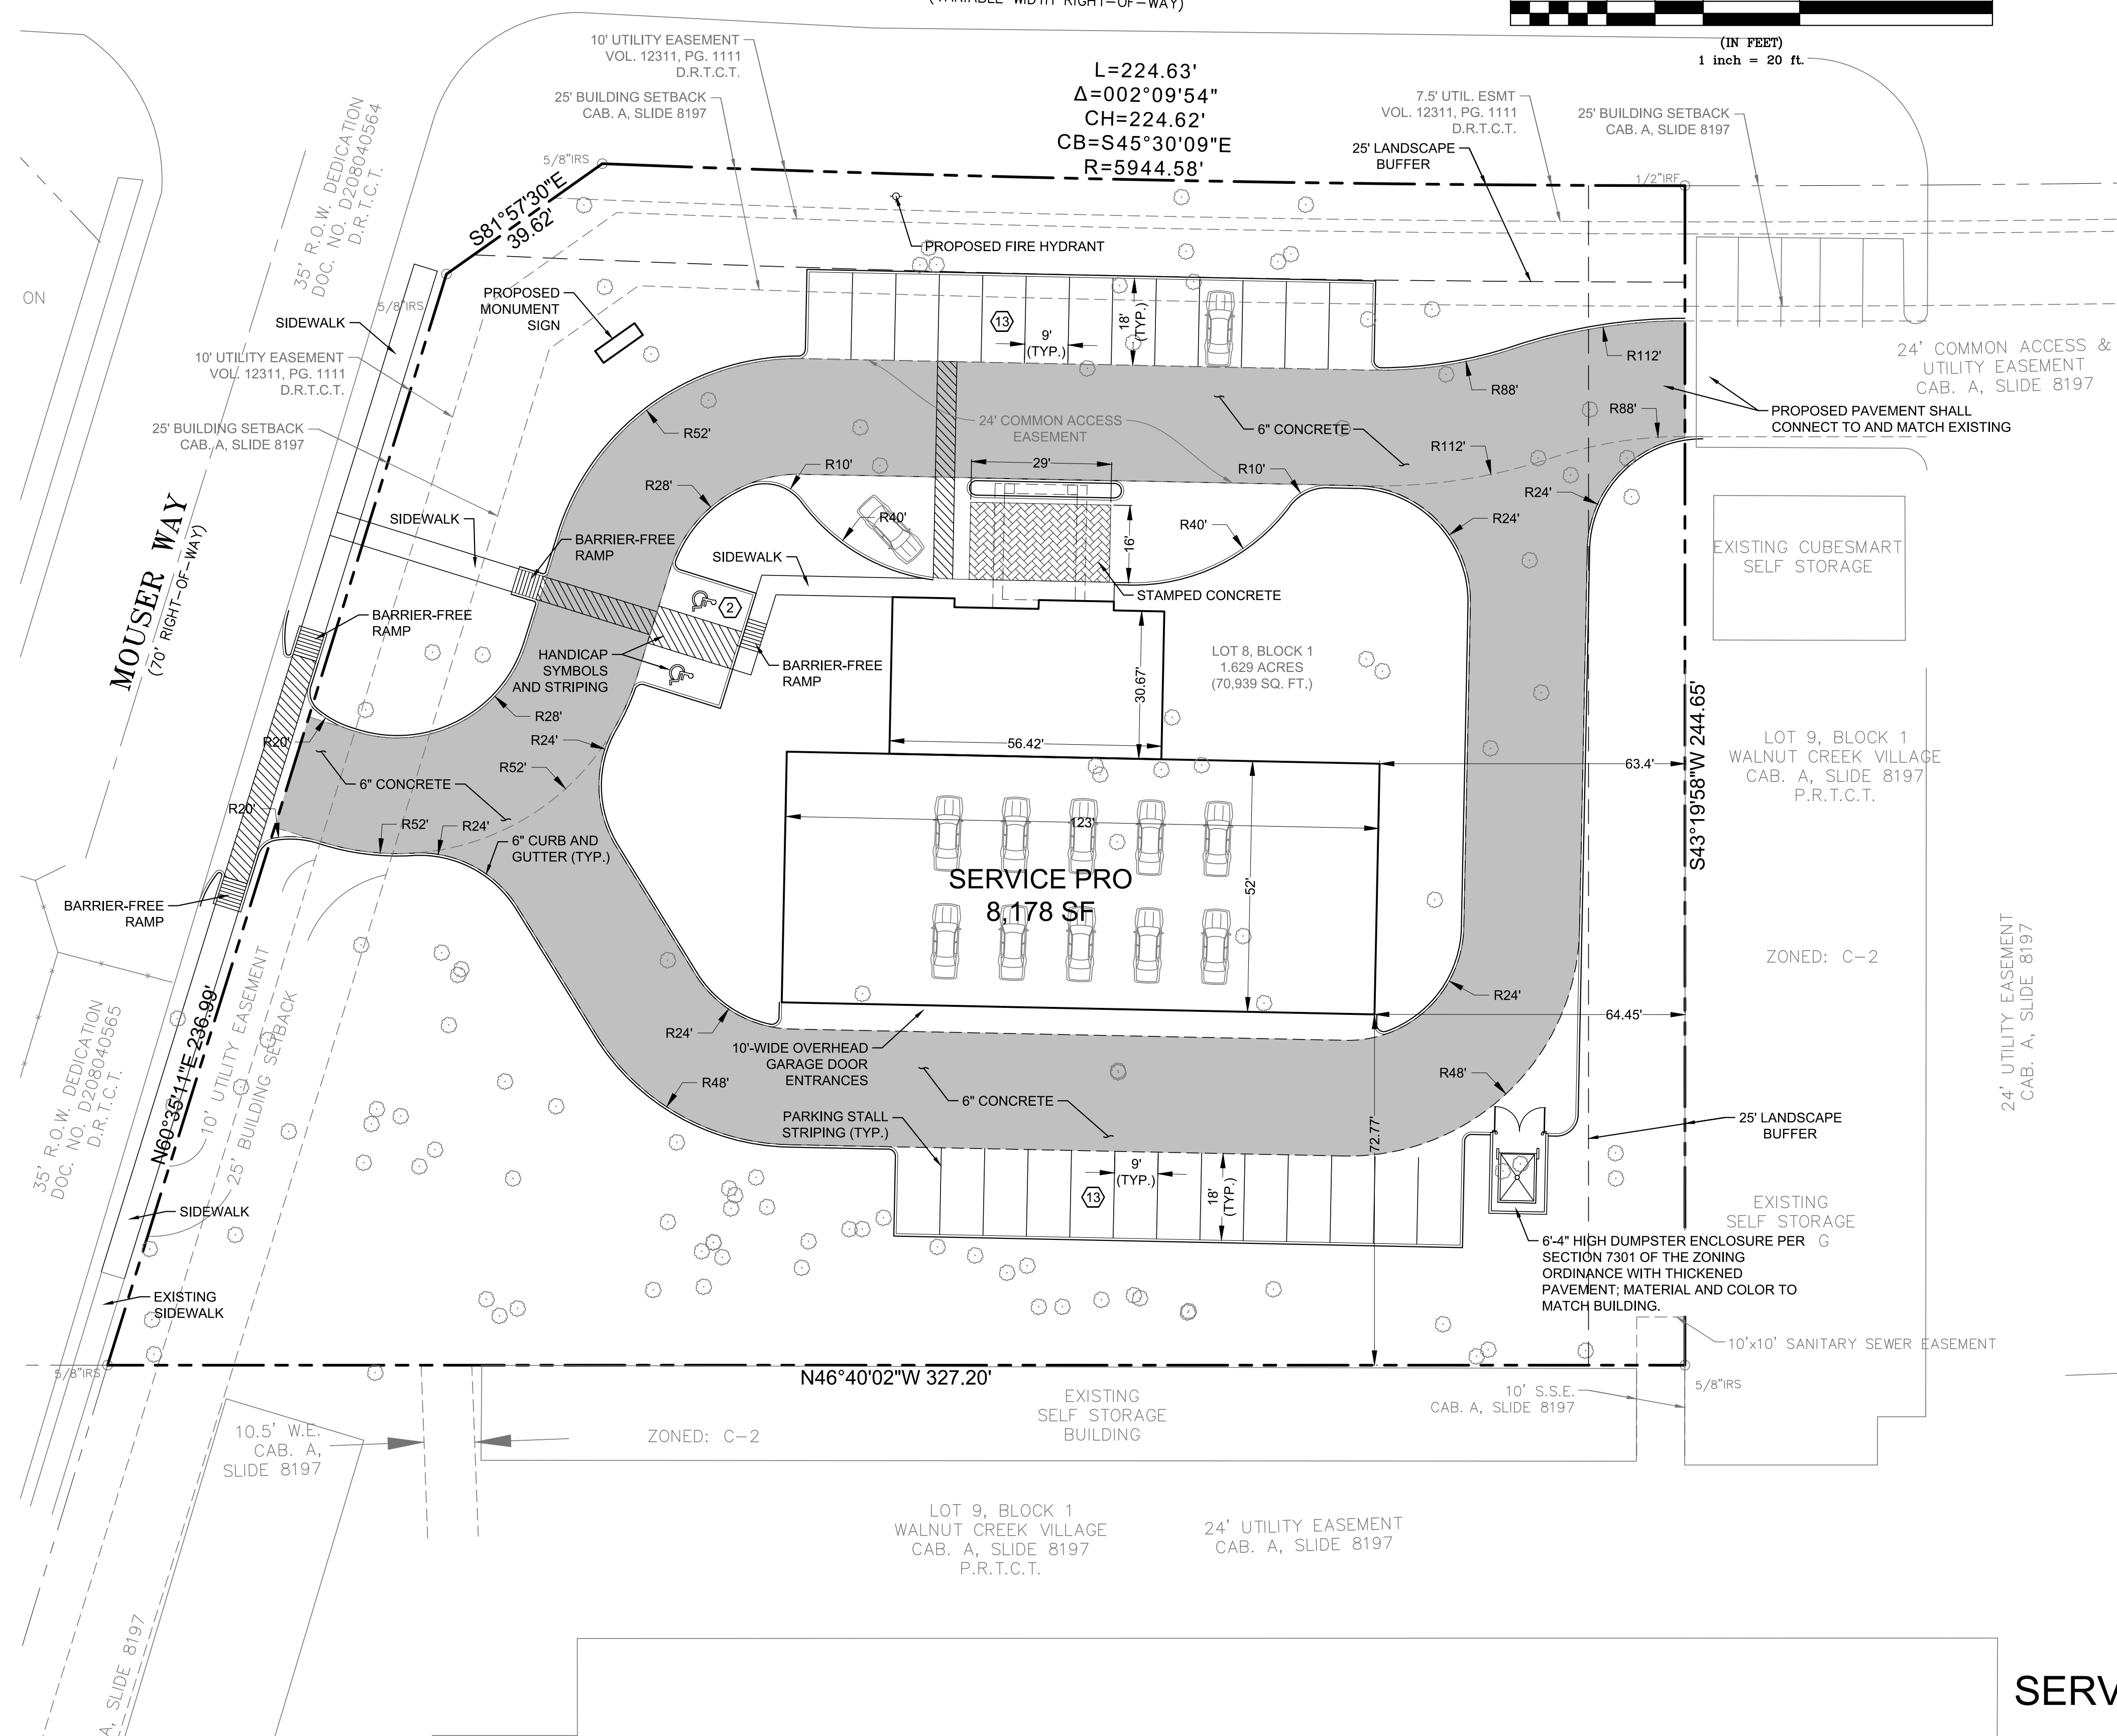 (VARIABLE WIDTH RIGHT-OF-WAY)
(IN FEET)
1 inch = 20 ft.
10' UTILITY EASEMENT
VOL. 12311, PG. 1111
D.R.T.C.T.
25' BUILDING SETBACK
CAB. A, SLIDE 8197
L=224.63'
Δ=002°09'54"
CH=224.62'
CB=S45°30'09"E
R=5944.58'
7.5' UTIL. ESMT
VOL. 12311, PG. 1111
D.R.T.C.T.
25' BUILDING SETBACK
CAB. A, SLIDE 8197
25' LANDSCAPE
BUFFER
35' R.O.W. DEDICATION
DOC. NO. D208040564
D.R.T.C.T.
5/8"IRS
1/2"IRF
S81°57'30"E
39.62'
PROPOSED FIRE HYDRANT
ON
5/8"IRS
PROPOSED
MONUMENT
SIGN
SIDEWALK
13
9'
(TYP.)
18'
(TYP.)
10' UTILITY EASEMENT
VOL. 12311, PG. 1111
D.R.T.C.T.
R112'
R88'
24' COMMON ACCESS &
UTILITY EASEMENT
CAB. A, SLIDE 8197
R88'
PROPOSED PAVEMENT SHALL
CONNECT TO AND MATCH EXISTING
25' BUILDING SETBACK
CAB. A, SLIDE 8197
R52'
24' COMMON ACCESS
EASEMENT
6" CONCRETE
R112'
R10'
29'
R10'
R28'
R24'
R40'
R40'
R24'
16'
MOUSER WAY
(70' RIGHT-OF-WAY)
SIDEWALK
BARRIER-FREE
RAMP
SIDEWALK
EXISTING CUBESMART
SELF STORAGE
STAMPED CONCRETE
2
BARRIER-FREE
RAMP
HANDICAP
SYMBOLS
AND STRIPING
BARRIER-FREE
RAMP
LOT 8, BLOCK 1
1.629 ACRES
(70,939 SQ. FT.)
30.67'
R28'
R20'
R24'
56.42'
R52'
6" CONCRETE
63.4'
S43°19'58"W 244.65'
LOT 9, BLOCK 1
WALNUT CREEK VILLAGE
CAB. A, SLIDE 8197
P.R.T.C.T.
R20'
R52'
R24'
123'
6" CURB AND
GUTTER (TYP.)
SERVICE PRO
8,178 SF
52'
BARRIER-FREE
RAMP
ZONED: C-2
24' UTILITY EASEMENT
CAB. A, SLIDE 8197
R24'
64.45'
R24'
10'-WIDE OVERHEAD
GARAGE DOOR
ENTRANCES
35' R.O.W. DEDICATION
DOC. NO. D208040565
D.R.T.C.T.
N60°35'11"E 236.99'
10' UTILITY EASEMENT
25' BUILDING SETBACK
R48'
R48'
6" CONCRETE
PARKING STALL
STRIPING (TYP.)
72.77'
25' LANDSCAPE
BUFFER
9'
(TYP.)
13
18'
(TYP.)
SIDEWALK
EXISTING
SELF STORAGE
G
6'-4" HIGH DUMPSTER ENCLOSURE PER
SECTION 7301 OF THE ZONING
ORDINANCE WITH THICKENED
PAVEMENT; MATERIAL AND COLOR TO
MATCH BUILDING.
EXISTING
SIDEWALK
10'x10' SANITARY SEWER EASEMENT
5/8"IRS
N46°40'02"W 327.20'
5/8"IRS
10' S.S.E.
CAB. A, SLIDE 8197
EXISTING
SELF STORAGE
BUILDING
10.5' W.E.
CAB. A,
SLIDE 8197
ZONED: C-2
LOT 9, BLOCK 1
WALNUT CREEK VILLAGE
CAB. A, SLIDE 8197
P.R.T.C.T.
24' UTILITY EASEMENT
CAB. A, SLIDE 8197
A, SLIDE 8197
SERV